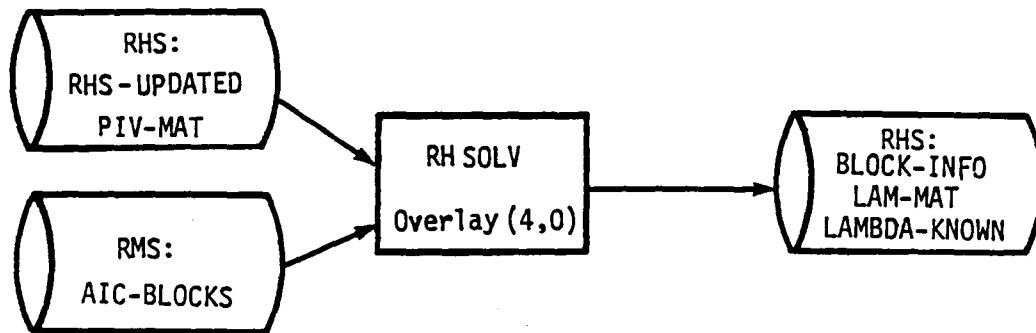 RHS:
RHS-UPDATED
PIV-MAT
RMS:
AIC-BLOCKS
RH SOLV
Overlay (4,0)
RHS:
BLOCK-INFO
LAM-MAT
LAMBDA-KNOWN